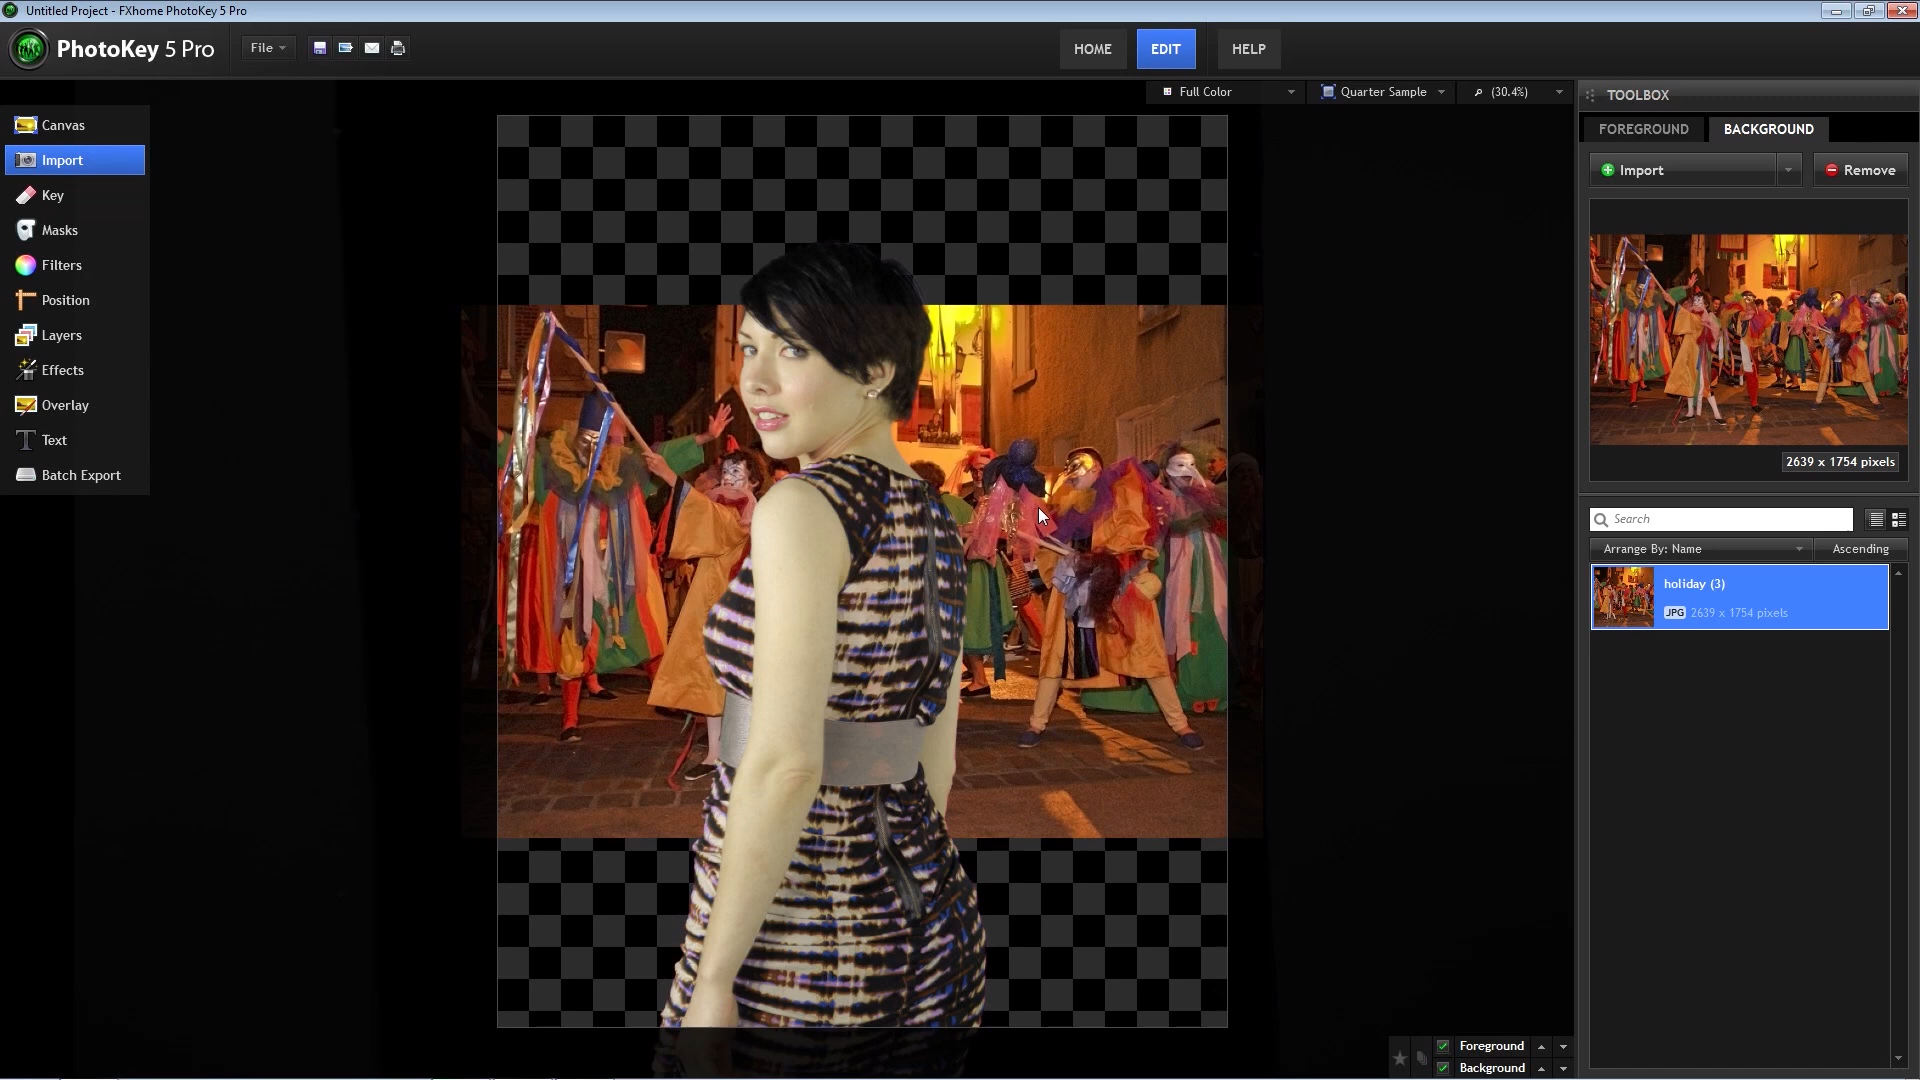 Untitled Project - FXhome PhotoKey 5 Pro
PhotoKey 5 Pro
File
HOME
EDIT
HELP
Full Color
Quarter Sample
(30.4%)
Canvas
Import
Key
Masks
Filters
Position
Layers
Effects
Overlay
Text
Batch Export
TOOLBOX
FOREGROUND
BACKGROUND
Import
Remove
2639 x 1754 pixels
Search
Arrange By: Name
Ascending
holiday (3)
JPG 2639 x 1754 pixels
Foreground
Background